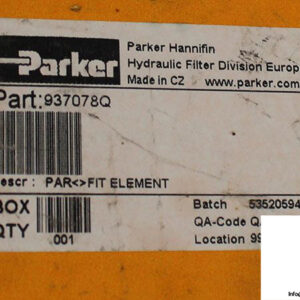 Parker
Parker Hannifin
Hydraulic Filter Division Europ
Made in CZ www.parker.com
Part:937078Q
escr : PAR<>FIT ELEMENT
BOX
QTY 001
Batch 53520594
QA-Code Q
Location 99